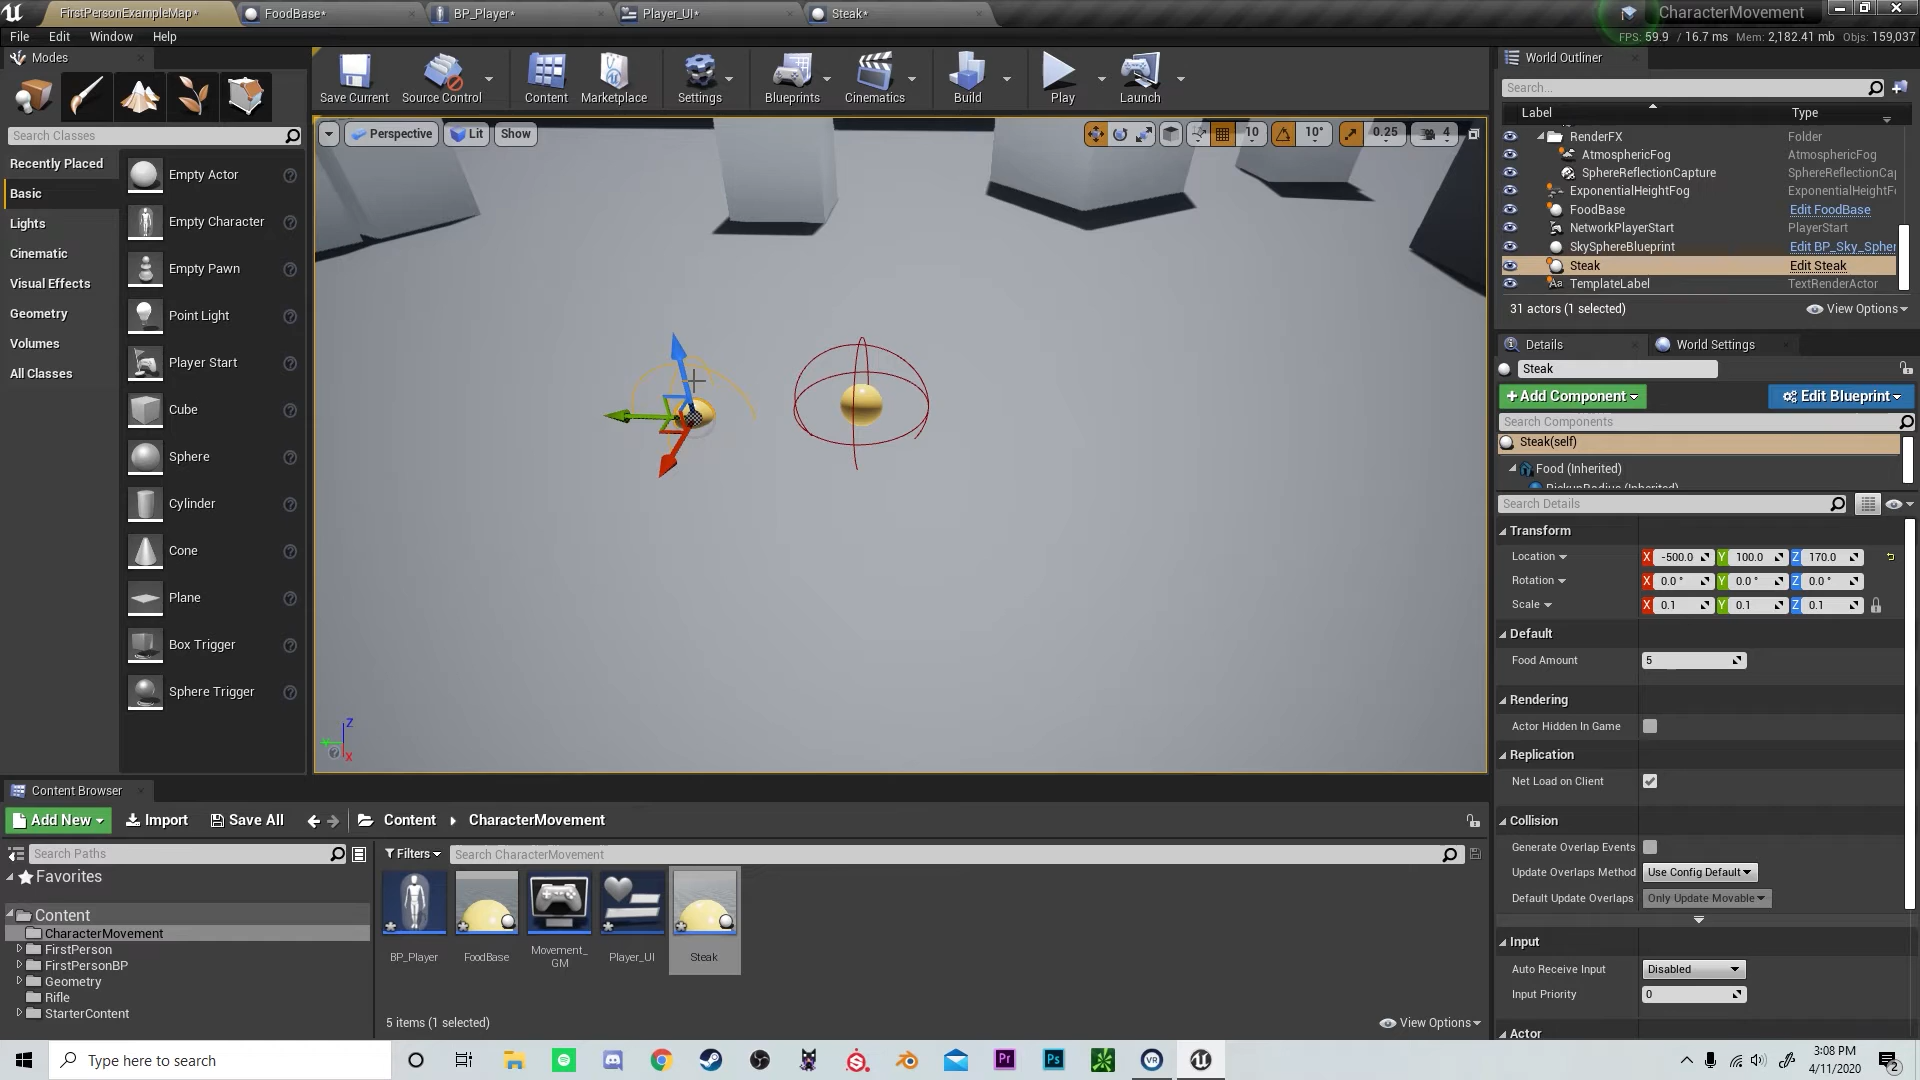 FirstPersonExampleMap*
FoodBase*
BP_Player*
Player_UI*
Steak*
CharacterMovement
File
Edit
Window
Help
FPS: 59.9 / 16.7 ms Mem: 2,182.41 mb Objs: 159,037
Modes
Save Current
Source Control
Content
Marketplace
Settings
Blueprints
Cinematics
Build
Play
Launch
World Outliner
Search...
Search Classes
Perspective
Lit
Show
10
10°
0.25
4
Label
Type
Recently Placed
Basic
Lights
Cinematic
Visual Effects
Geometry
Volumes
All Classes
Empty Actor
Empty Character
Empty Pawn
Point Light
Player Start
Cube
Sphere
Cylinder
Cone
Plane
Box Trigger
Sphere Trigger
RenderFX Folder
AtmosphericFog AtmosphericFog
SphereReflectionCapture SphereReflectionCap
ExponentialHeightFog ExponentialHeightF
FoodBase Edit FoodBase
NetworkPlayerStart PlayerStart
SkySphereBlueprint Edit BP_Sky_Spher
Steak Edit Steak
TemplateLabel TextRenderActor
31 actors (1 selected)
View Options
Details
World Settings
Steak
+Add Component
Edit Blueprint
Search Components
Steak(self)
Food (Inherited)
PickupRadius (Inherited)
Search Details
Transform
Location X -500.0 Y 100.0 Z 170.0
Rotation X 0.0 ° Y 0.0 ° Z 0.0 °
Scale X 0.1 Y 0.1 Z 0.1
Default
Food Amount 5
Rendering
Actor Hidden In Game
Replication
Net Load on Client
Collision
Generate Overlap Events
Update Overlaps Method Use Config Default
Default Update Overlaps Only Update Movable
Input
Auto Receive Input Disabled
Input Priority 0
Actor
Z
Y
X
Content Browser
Add New
Import
Save All
Content
CharacterMovement
Search Paths
Filters
Search CharacterMovement
Favorites
Content
CharacterMovement
FirstPerson
FirstPersonBP
Geometry
Rifle
StarterContent
BP_Player
FoodBase
Movement_
GM
Player_UI
Steak
5 items (1 selected)
View Options
Type here to search
Pr
Ps
VR
3:08 PM
4/11/2020
2